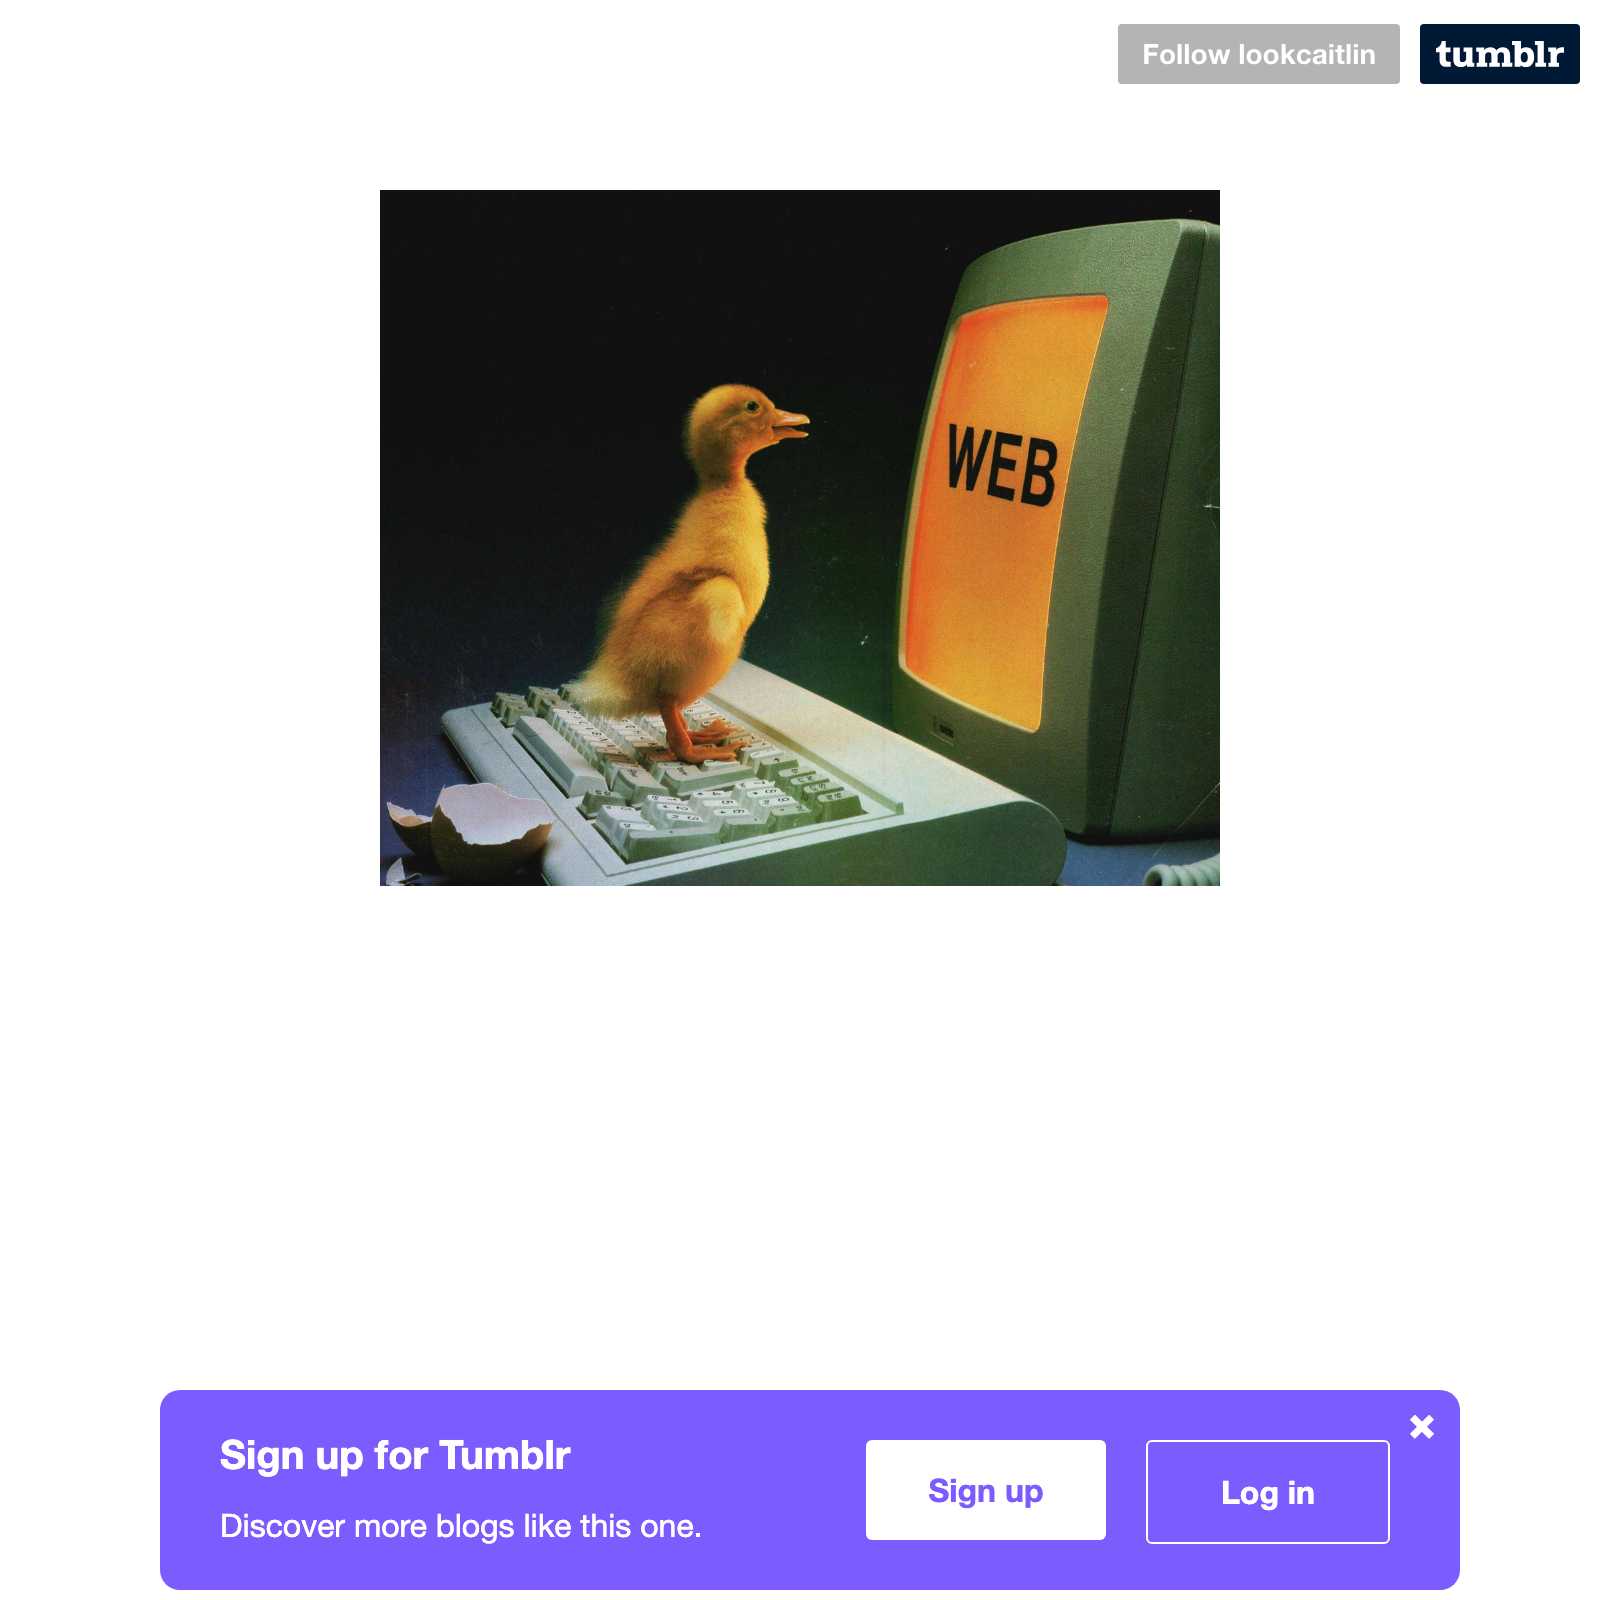 Follow lookcaitlin
tumblr
WEB
Sign up for Tumblr
Discover more blogs like this one.
Sign up
Log in